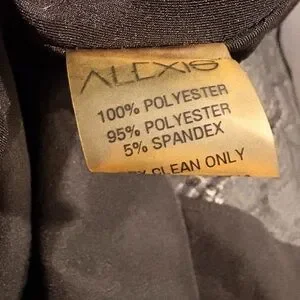 ALEXIS
100% POLYESTER
95% POLYESTER
5% SPANDEX
CLEAN ONLY